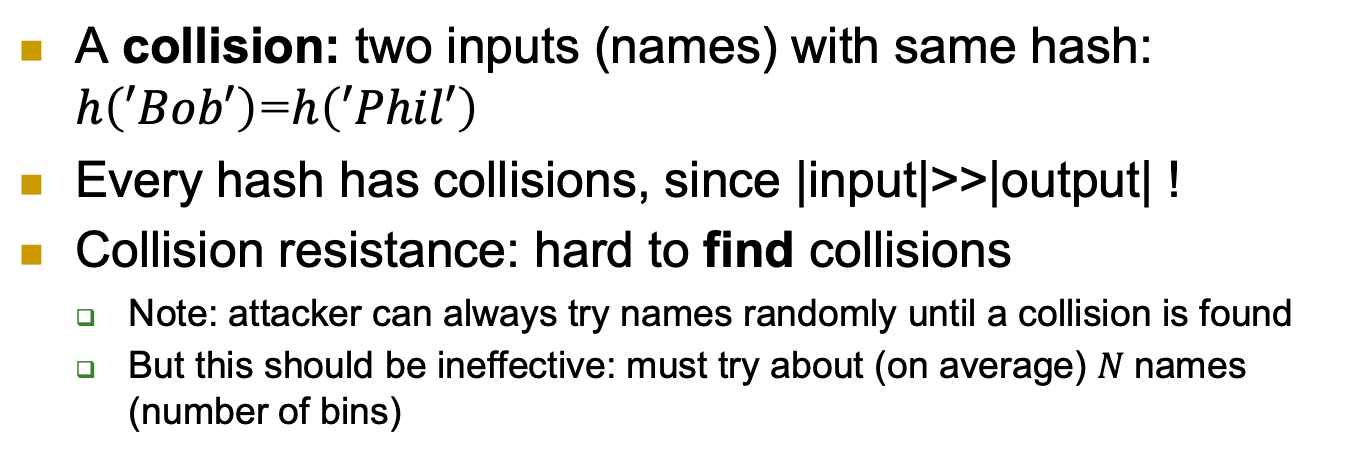 A collision: two inputs (names) with same hash:
h('Bob')=h('Phil')
Every hash has collisions, since |input|>>|output| !
Collision resistance: hard to find collisions
Note: attacker can always try names randomly until a collision is found
But this should be ineffective: must try about (on average) N names
(number of bins)